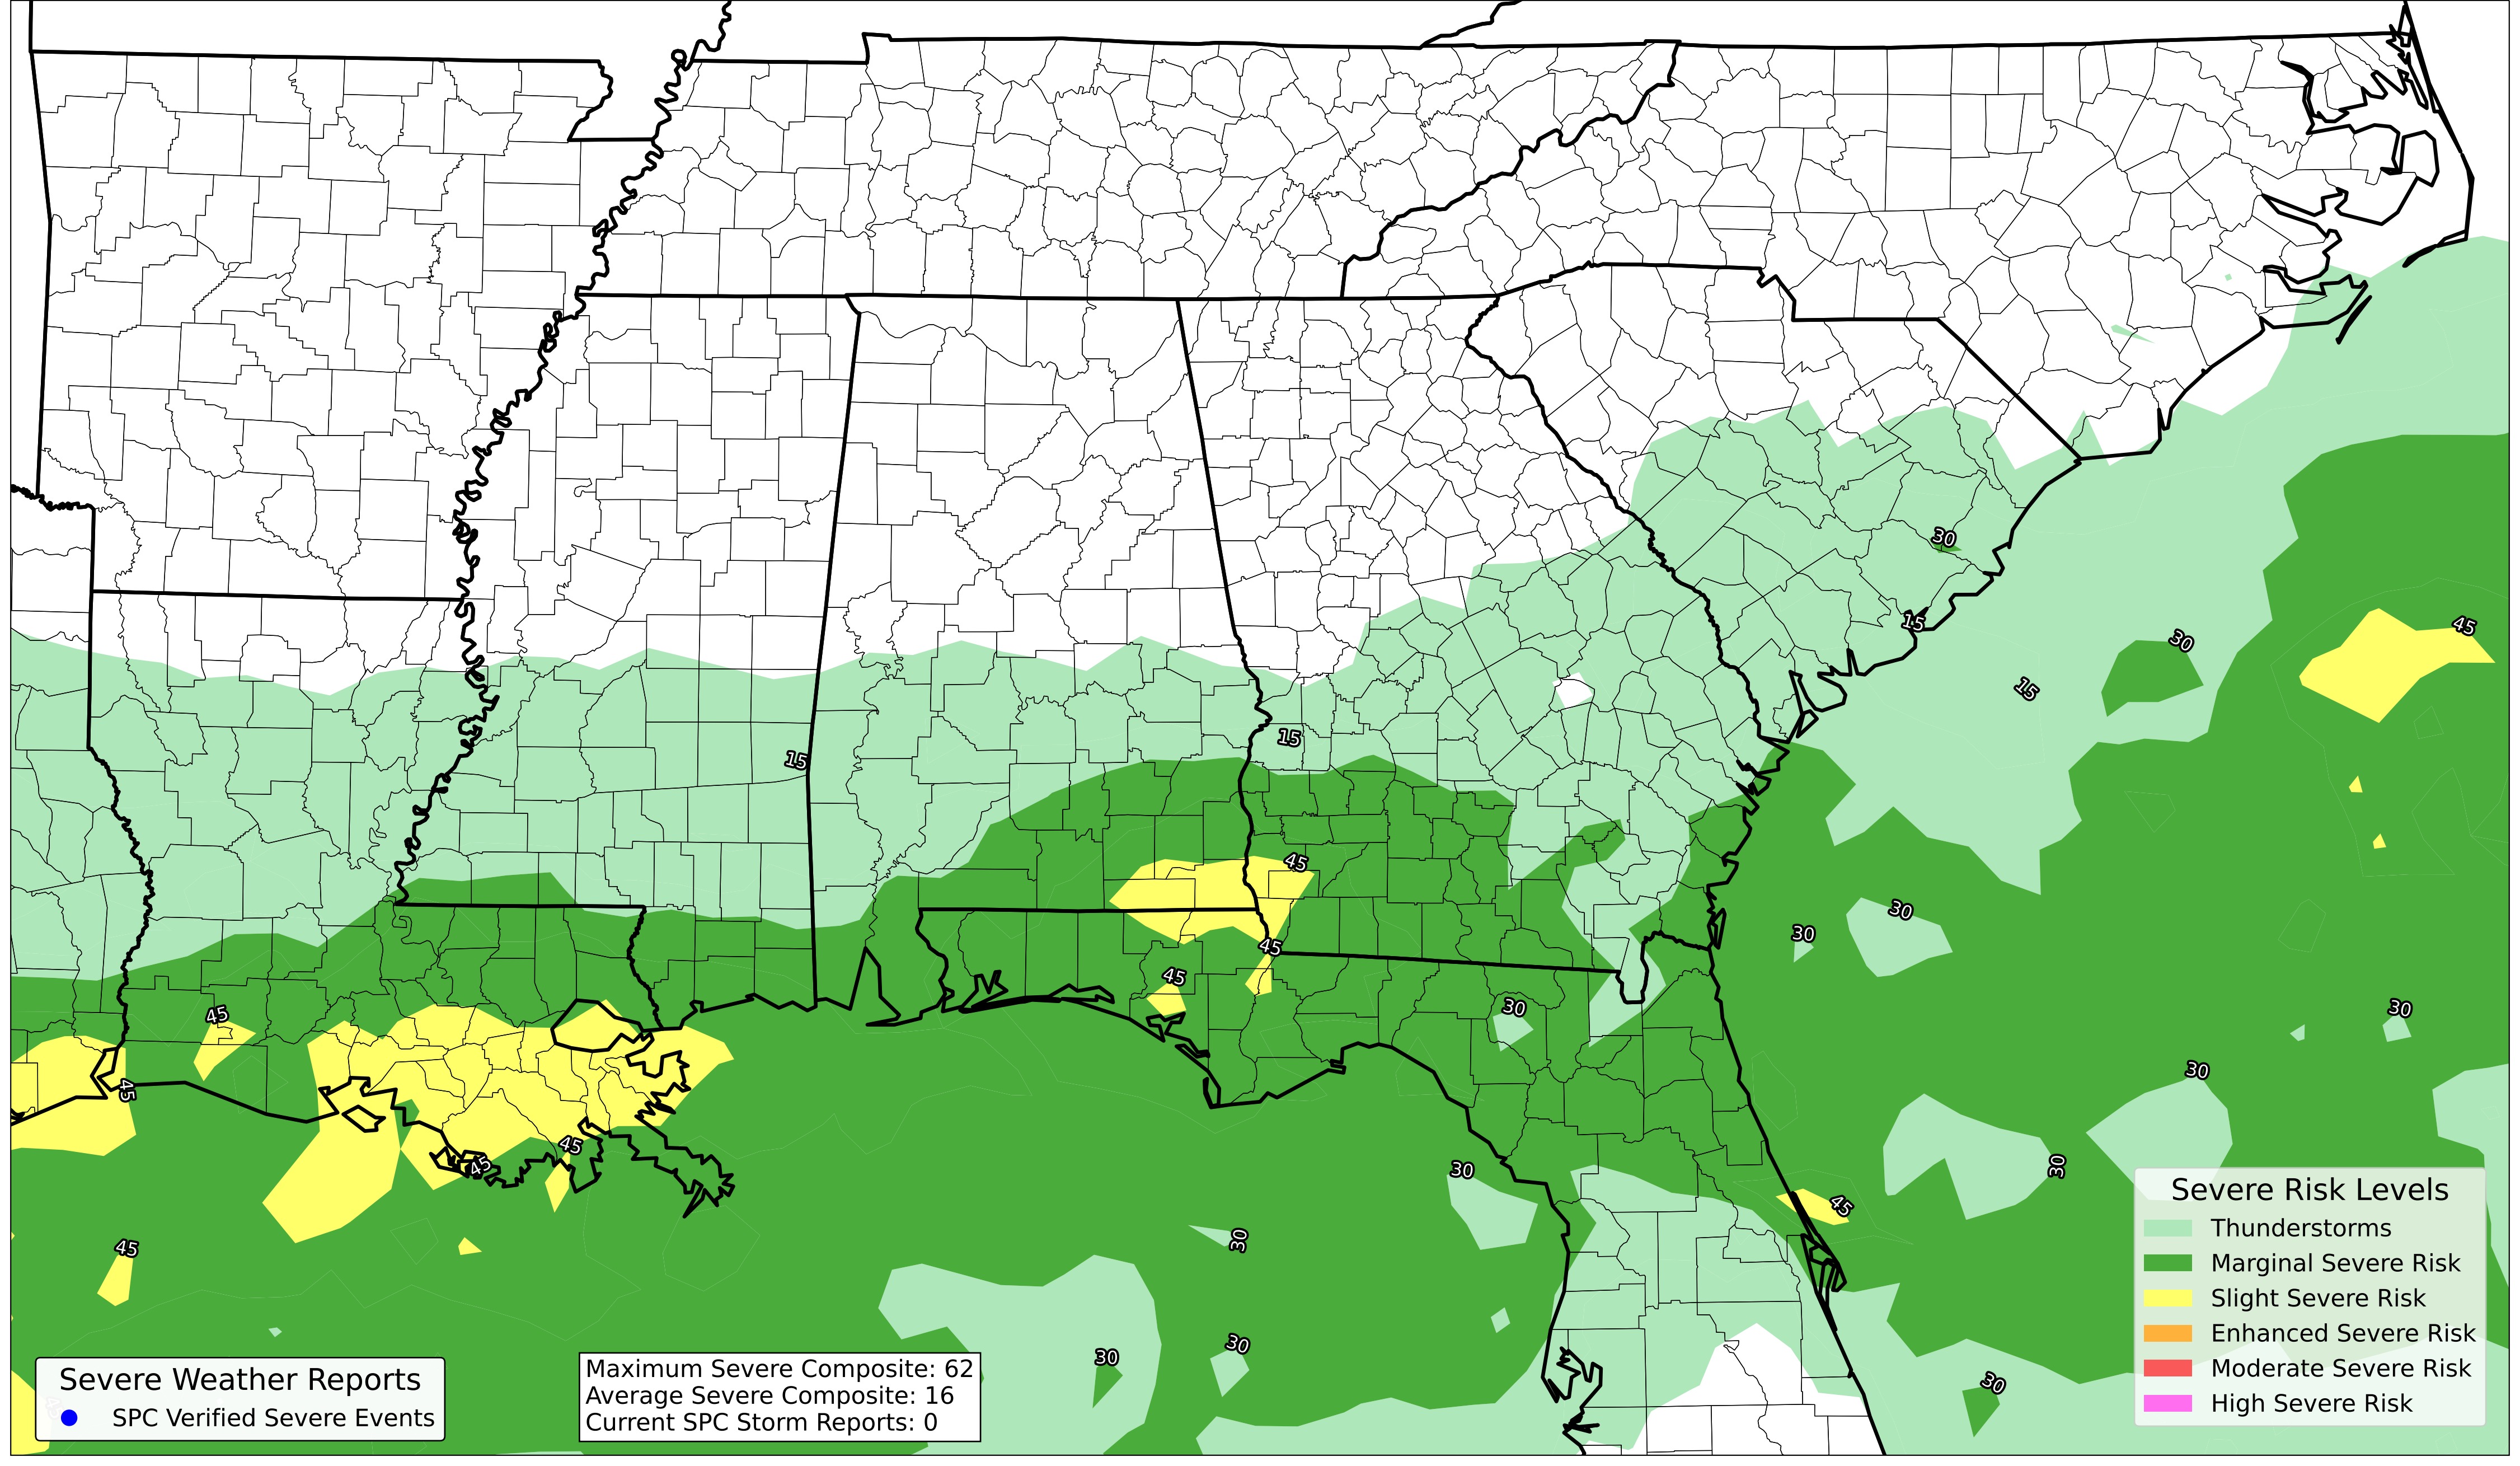 30
15
45
30
30
15
15
15
45
30
30
45
45
30
45
30
30
45
30
45
45
30
30
45
30
45
30
30
30
Severe Risk Levels
Thunderstorms
Marginal Severe Risk
Slight Severe Risk
Enhanced Severe Risk
Moderate Severe Risk
High Severe Risk
Severe Weather Reports
SPC Verified Severe Events
Maximum Severe Composite: 62
Average Severe Composite: 16
Current SPC Storm Reports: 0